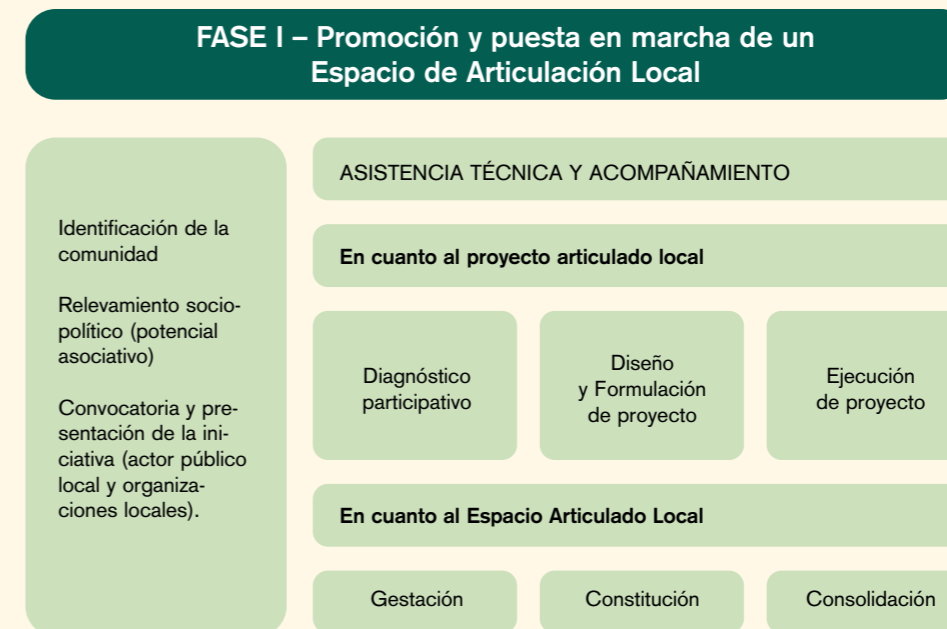 FASE I – Promoción y puesta en marcha de un
Espacio de Articulación Local
Identificación de la
comunidad
Relevamiento socio-
político (potencial
asociativo)
Convocatoria y pre-
sentación de la ini-
ciativa (actor público
local y organiza-
ciones locales).
ASISTENCIA TÉCNICA Y ACOMPAÑAMIENTO
En cuanto al proyecto articulado local
Diagnóstico
participativo
Diseño
y Formulación
de proyecto
Ejecución
de proyecto
En cuanto al Espacio Articulado Local
Gestación
Constitución
Consolidación